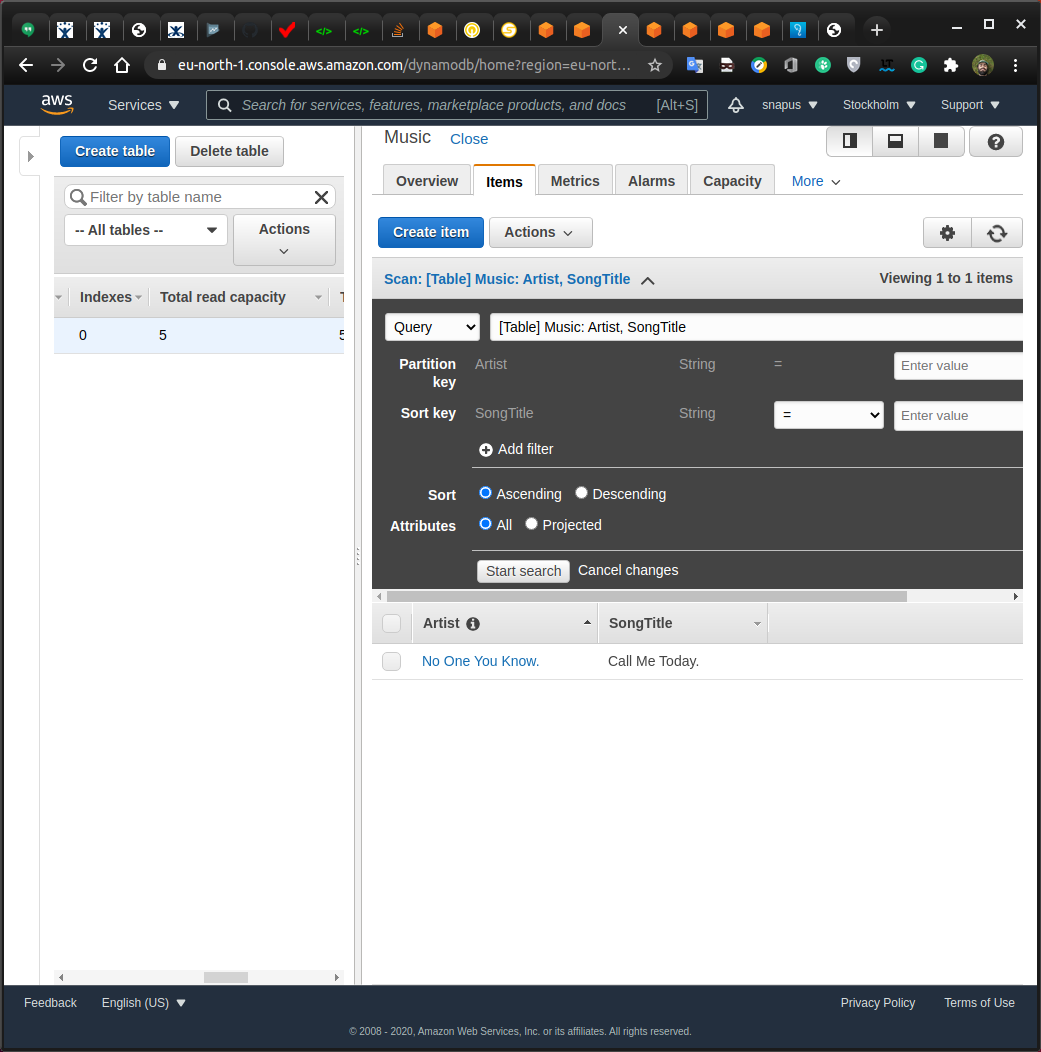 eu-north-1.console.aws.amazon.com/dynamodb/home?region=eu-nort...
aws
Services
Search for services, features, marketplace products, and docs
[Alt+S]
snapus
Stockholm
Support
Create table
Delete table
Filter by table name
-- All tables --
Actions
Indexes
Total read capacity
0
5
5
Music
Close
Overview
Items
Metrics
Alarms
Capacity
More
Create item
Actions
Scan: [Table] Music: Artist, SongTitle
Viewing 1 to 1 items
Query
[Table] Music: Artist, SongTitle
Partition
key
Artist
String
=
Enter value
Sort key
SongTitle
String
=
Enter value
Add filter
Sort
Ascending
Descending
Attributes
All
Projected
Start search
Cancel changes
Artist
SongTitle
No One You Know.
Call Me Today.
Feedback
English (US)
Privacy Policy
Terms of Use
© 2008 - 2020, Amazon Web Services, Inc. or its affiliates. All rights reserved.